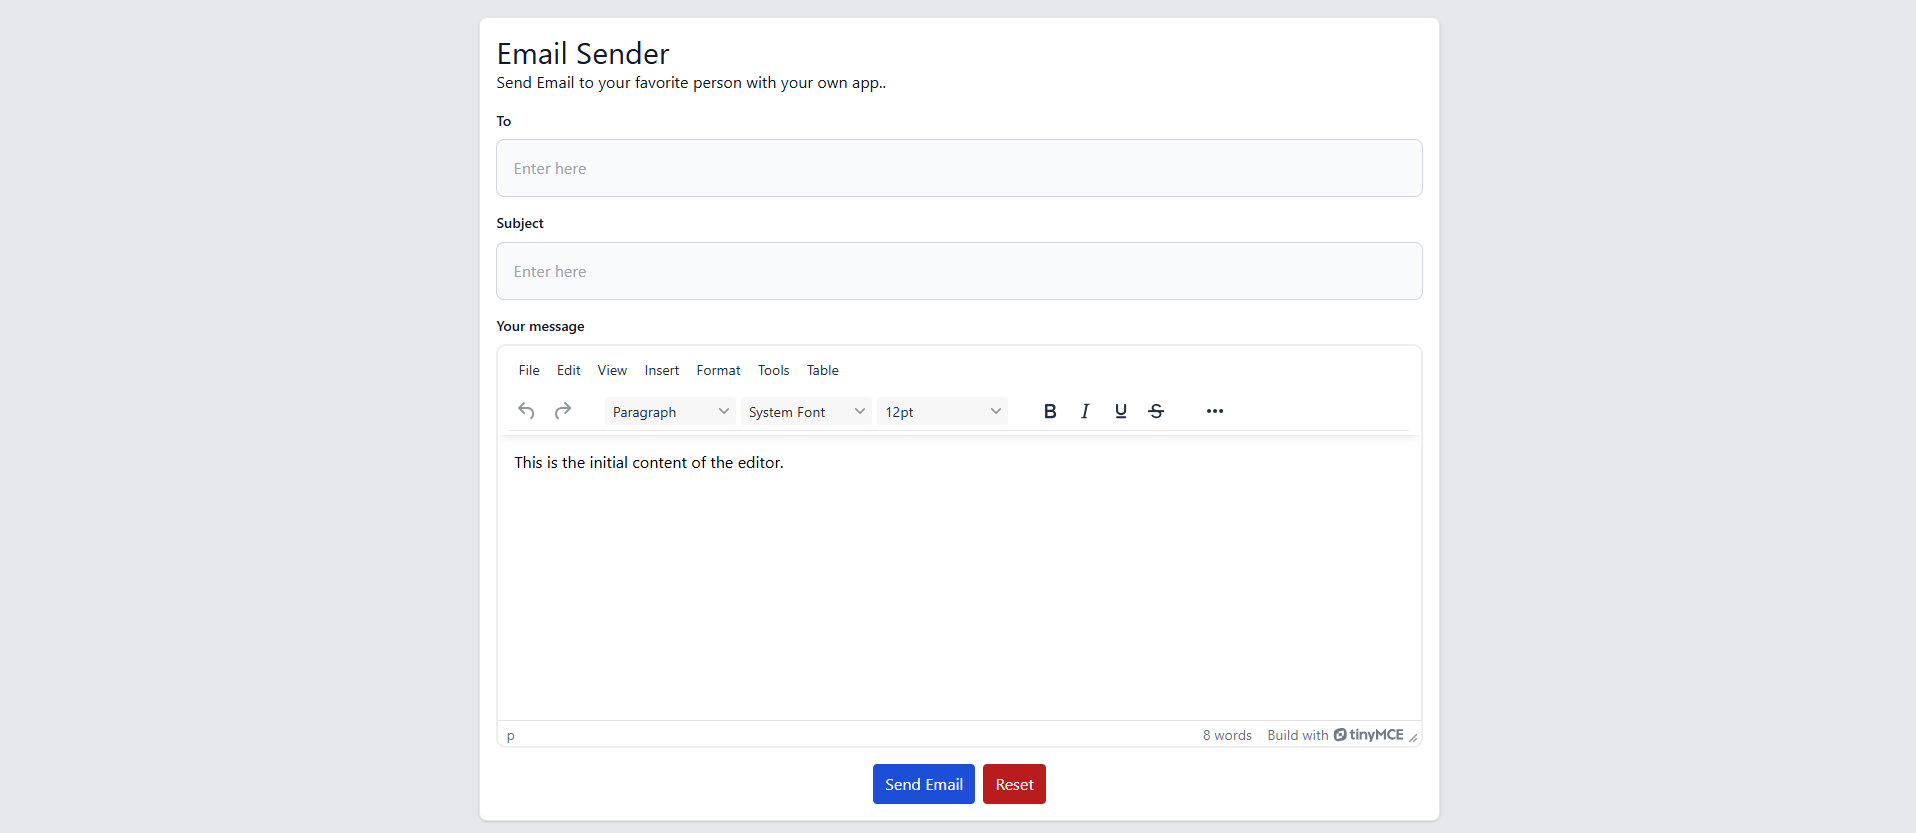 Email Sender
Send Email to your favorite person with your own app..
To
Enter here
Subject
Enter here
Your message
File Edit View Insert Format Tools Table
Paragraph System Font 12pt B I U S ...
This is the initial content of the editor.
p 8 words Build with tinyMCE
Send Email Reset